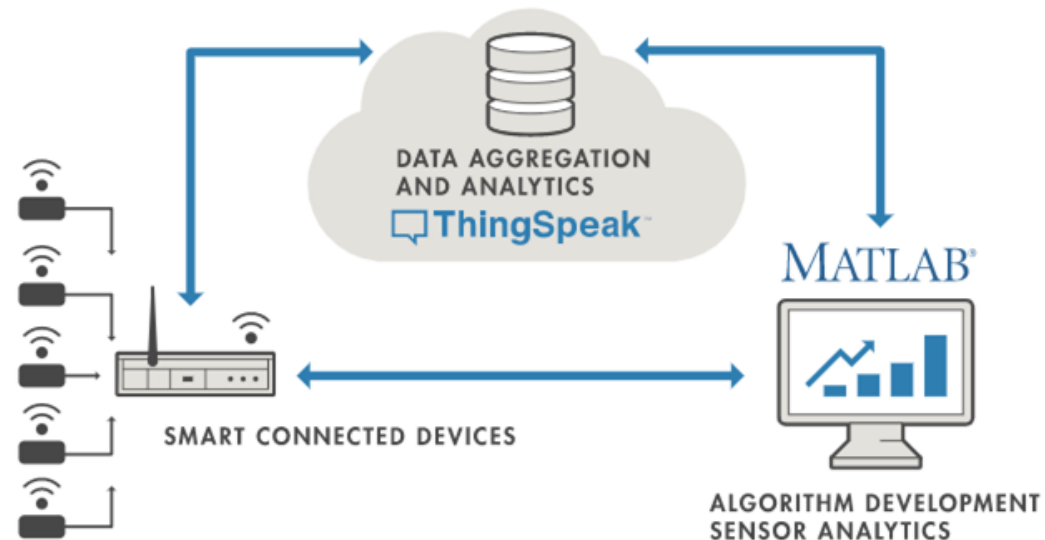 DATA AGGREGATION
AND ANALYTICS
ThingSpeak™
MATLAB®
SMART CONNECTED DEVICES
ALGORITHM DEVELOPMENT
SENSOR ANALYTICS